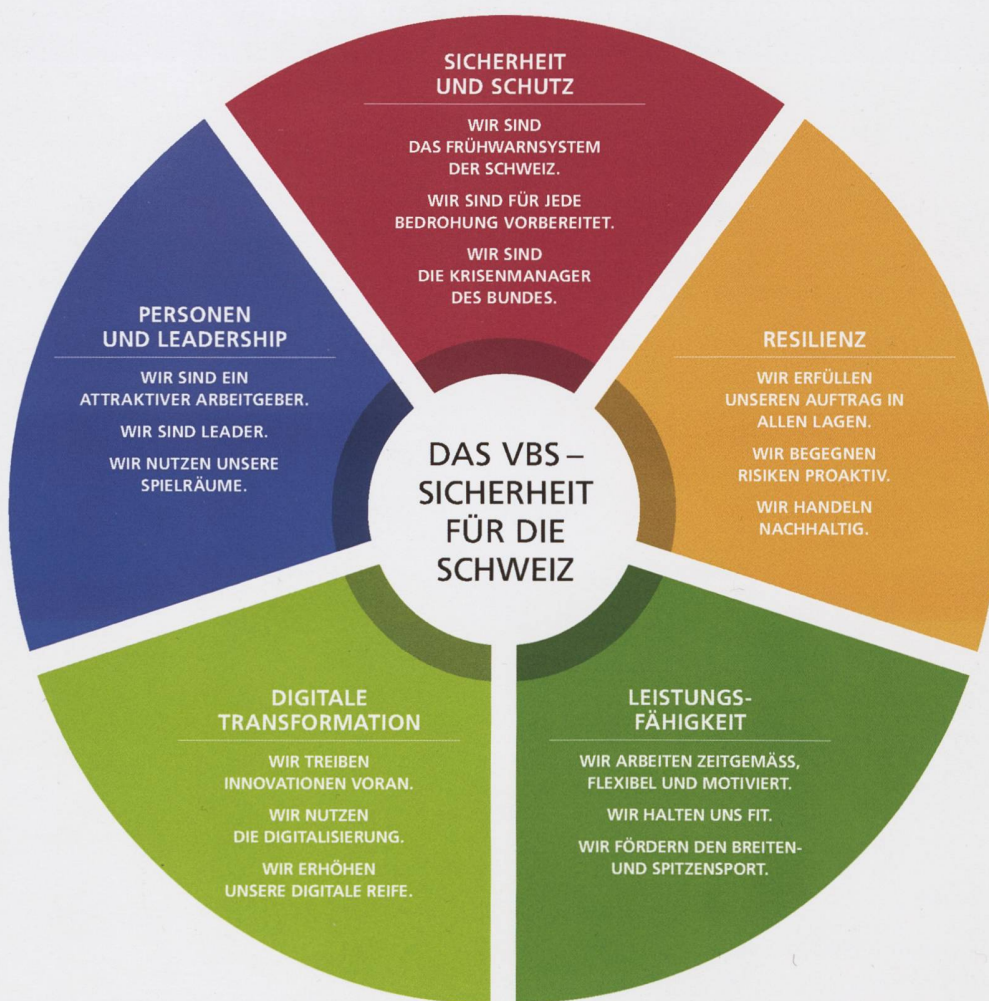 SICHERHEIT
UND SCHUTZ
WIR SIND
DAS FRÜHWARNSYSTEM
DER SCHWEIZ.
WIR SIND FÜR JEDE
BEDROHUNG VORBEREITET.
WIR SIND
DIE KRISENMANAGER
DES BUNDES.
RESILIENZ
WIR ERFÜLLEN
UNSEREN AUFTRAG IN
ALLEN LAGEN.
WIR BEGEGNEN
RISIKEN PROAKTIV.
WIR HANDELN
NACHHALTIG.
LEISTUNGS-
FÄHIGKEIT
WIR ARBEITEN ZEITGEMÄSS,
FLEXIBEL UND MOTIVIERT.
WIR HALTEN UNS FIT.
WIR FÖRDERN DEN BREITEN-
UND SPITZENSPORT.
DIGITALE
TRANSFORMATION
WIR TREIBEN
INNOVATIONEN VORAN.
WIR NUTZEN
DIE DIGITALISIERUNG.
WIR ERHÖHEN
UNSERE DIGITALE REIFE.
PERSONEN
UND LEADERSHIP
WIR SIND EIN
ATTRAKTIVER ARBEITGEBER.
WIR SIND LEADER.
WIR NUTZEN UNSERE
SPIELRÄUME.
DAS VBS –
SICHERHEIT
FÜR DIE
SCHWEIZ